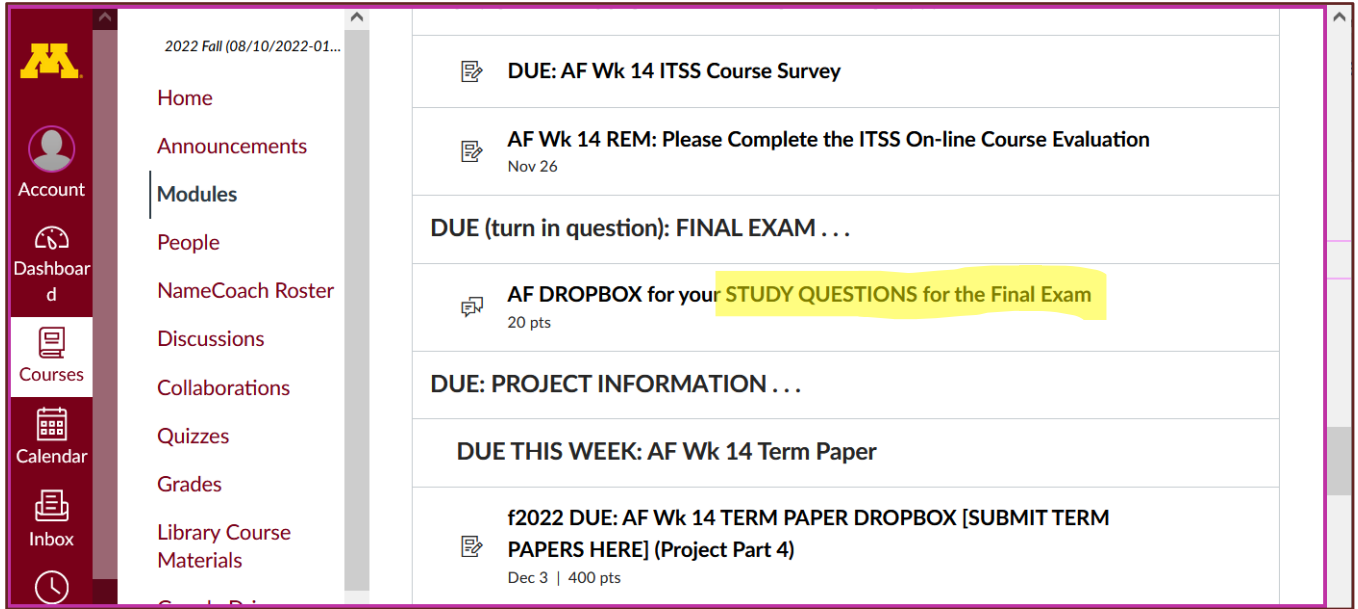 M
Account
Dashboar
d
Courses
Calendar
Inbox
2022 Fall (08/10/2022-01...
Home
Announcements
Modules
People
NameCoach Roster
Discussions
Collaborations
Quizzes
Grades
Library Course
Materials
DUE: AF Wk 14 ITSS Course Survey
AF Wk 14 REM: Please Complete the ITSS On-line Course Evaluation
Nov 26
DUE (turn in question): FINAL EXAM . . .
AF DROPBOX for your STUDY QUESTIONS for the Final Exam
20 pts
DUE: PROJECT INFORMATION . . .
DUE THIS WEEK: AF Wk 14 Term Paper
f2022 DUE: AF Wk 14 TERM PAPER DROPBOX [SUBMIT TERM
PAPERS HERE] (Project Part 4)
Dec 3 | 400 pts